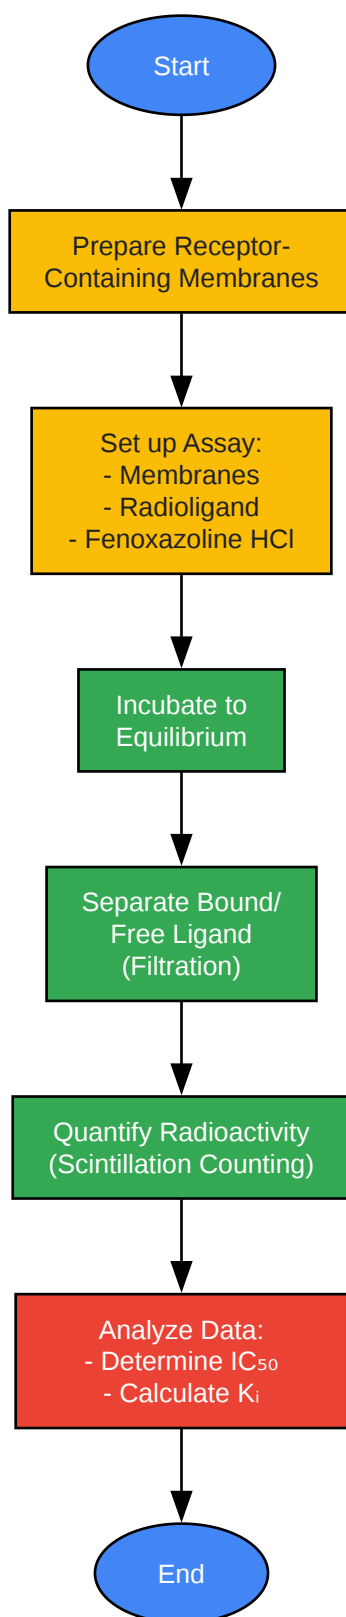 Start
Prepare Receptor-
Containing Membranes
Set up Assay:
- Membranes
- Radioligand
- Fenoxazoline HCl
Incubate to
Equilibrium
Separate Bound/
Free Ligand
(Filtration)
Quantify Radioactivity
(Scintillation Counting)
Analyze Data:
- Determine IC₅₀
- Calculate Kᵢ
End